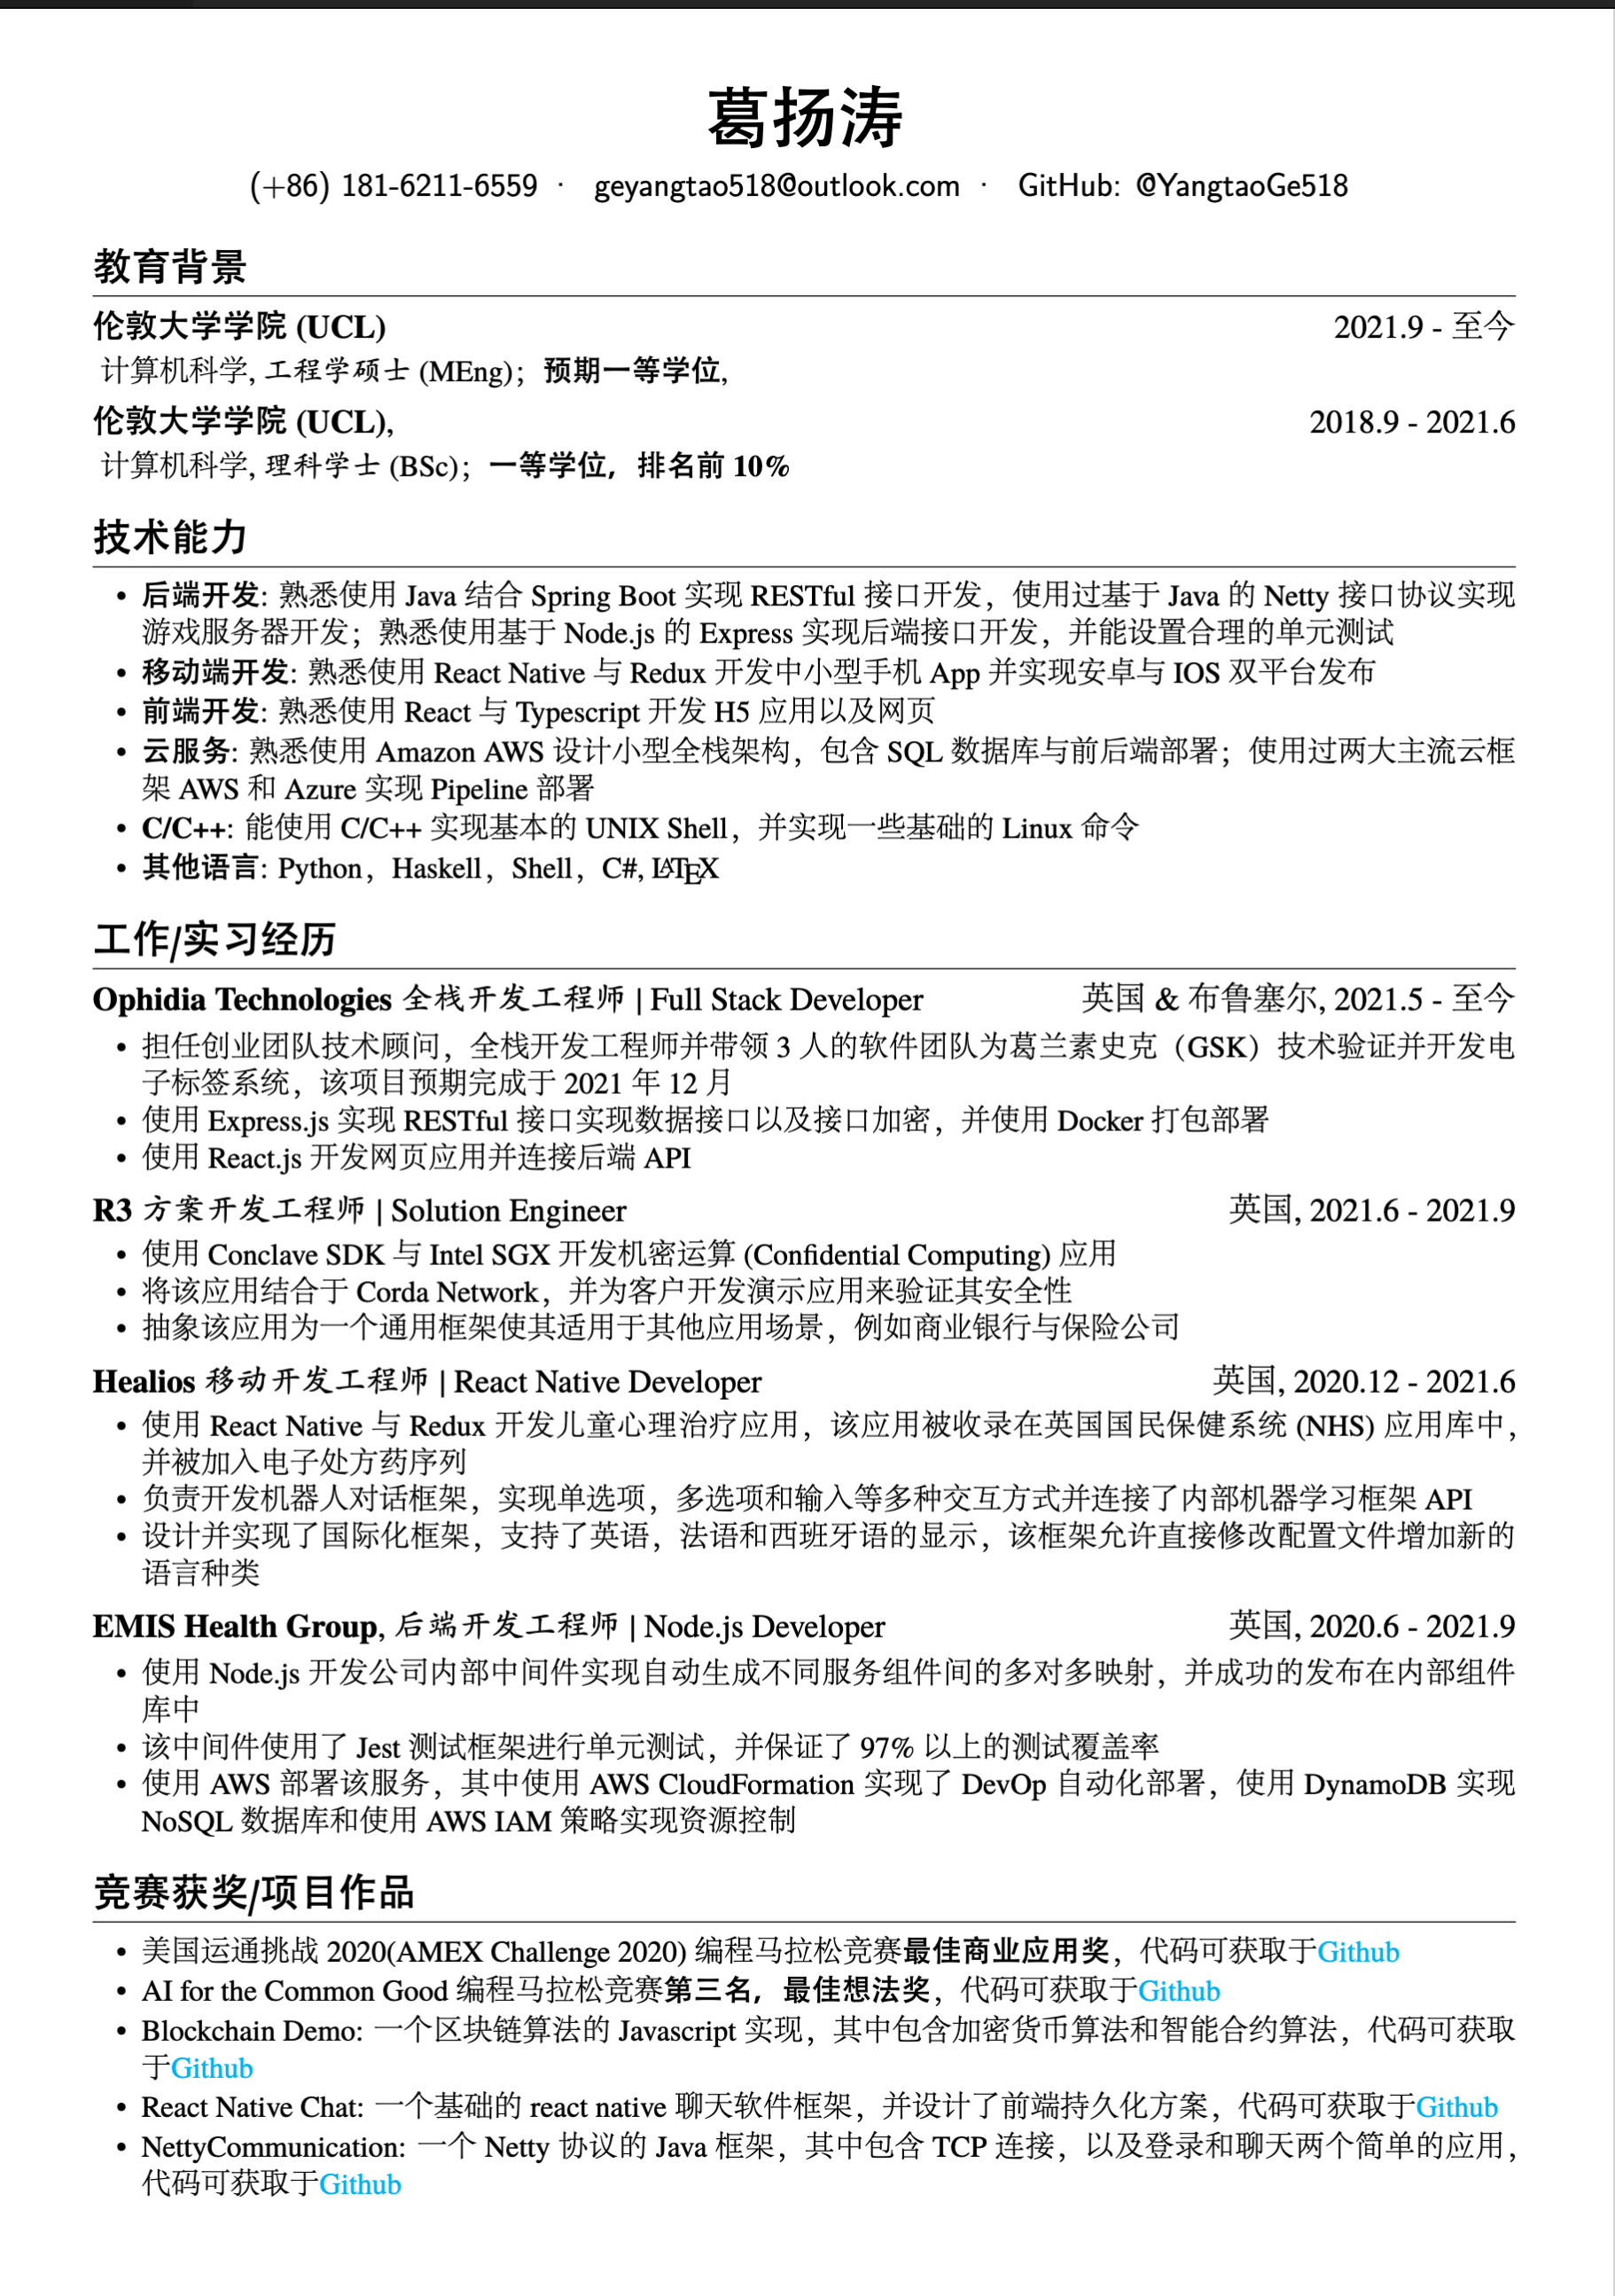 葛扬涛
(+86) 181-6211-6559 · geyangtao518@outlook.com · GitHub: @YangtaoGe518
教育背景
伦敦大学学院 (UCL) 2021.9 - 至今
计算机科学, 工程学硕士 (MEng)；预期一等学位,
伦敦大学学院 (UCL), 2018.9 - 2021.6
计算机科学, 理科学士 (BSc)；一等学位，排名前 10%
技术能力
• 后端开发: 熟悉使用 Java 结合 Spring Boot 实现 RESTful 接口开发，使用过基于 Java 的 Netty 接口协议实现
游戏服务器开发；熟悉使用基于 Node.js 的 Express 实现后端接口开发，并能设置合理的单元测试
• 移动端开发: 熟悉使用 React Native 与 Redux 开发中小型手机 App 并实现安卓与 IOS 双平台发布
• 前端开发: 熟悉使用 React 与 Typescript 开发 H5 应用以及网页
• 云服务: 熟悉使用 Amazon AWS 设计小型全栈架构，包含 SQL 数据库与前后端部署；使用过两大主流云框
架 AWS 和 Azure 实现 Pipeline 部署
• C/C++: 能使用 C/C++ 实现基本的 UNIX Shell，并实现一些基础的 Linux 命令
• 其他语言: Python，Haskell，Shell，C#, LATEX
工作/实习经历
Ophidia Technologies 全栈开发工程师 | Full Stack Developer 英国 & 布鲁塞尔, 2021.5 - 至今
• 担任创业团队技术顾问，全栈开发工程师并带领 3 人的软件团队为葛兰素史克（GSK）技术验证并开发电
子标签系统，该项目预期完成于 2021 年 12 月
• 使用 Express.js 实现 RESTful 接口实现数据接口以及接口加密，并使用 Docker 打包部署
• 使用 React.js 开发网页应用并连接后端 API
R3 方案开发工程师 | Solution Engineer 英国, 2021.6 - 2021.9
• 使用 Conclave SDK 与 Intel SGX 开发机密运算 (Confidential Computing) 应用
• 将该应用结合于 Corda Network，并为客户开发演示应用来验证其安全性
• 抽象该应用为一个通用框架使其适用于其他应用场景，例如商业银行与保险公司
Healios 移动开发工程师 | React Native Developer 英国, 2020.12 - 2021.6
• 使用 React Native 与 Redux 开发儿童心理治疗应用，该应用被收录在英国国民保健系统 (NHS) 应用库中，
并被加入电子处方药序列
• 负责开发机器人对话框架，实现单选项，多选项和输入等多种交互方式并连接了内部机器学习框架 API
• 设计并实现了国际化框架，支持了英语，法语和西班牙语的显示，该框架允许直接修改配置文件增加新的
语言种类
EMIS Health Group, 后端开发工程师 | Node.js Developer 英国, 2020.6 - 2021.9
• 使用 Node.js 开发公司内部中间件实现自动生成不同服务组件间的多对多映射，并成功的发布在内部组件
库中
• 该中间件使用了 Jest 测试框架进行单元测试，并保证了 97% 以上的测试覆盖率
• 使用 AWS 部署该服务，其中使用 AWS CloudFormation 实现了 DevOp 自动化部署，使用 DynamoDB 实现
NoSQL 数据库和使用 AWS IAM 策略实现资源控制
竞赛获奖/项目作品
• 美国运通挑战 2020(AMEX Challenge 2020) 编程马拉松竞赛最佳商业应用奖，代码可获取于Github
• AI for the Common Good 编程马拉松竞赛第三名，最佳想法奖，代码可获取于Github
• Blockchain Demo: 一个区块链算法的 Javascript 实现，其中包含加密货币算法和智能合约算法，代码可获取
于Github
• React Native Chat: 一个基础的 react native 聊天软件框架，并设计了前端持久化方案，代码可获取于Github
• NettyCommunication: 一个 Netty 协议的 Java 框架，其中包含 TCP 连接，以及登录和聊天两个简单的应用，
代码可获取于Github